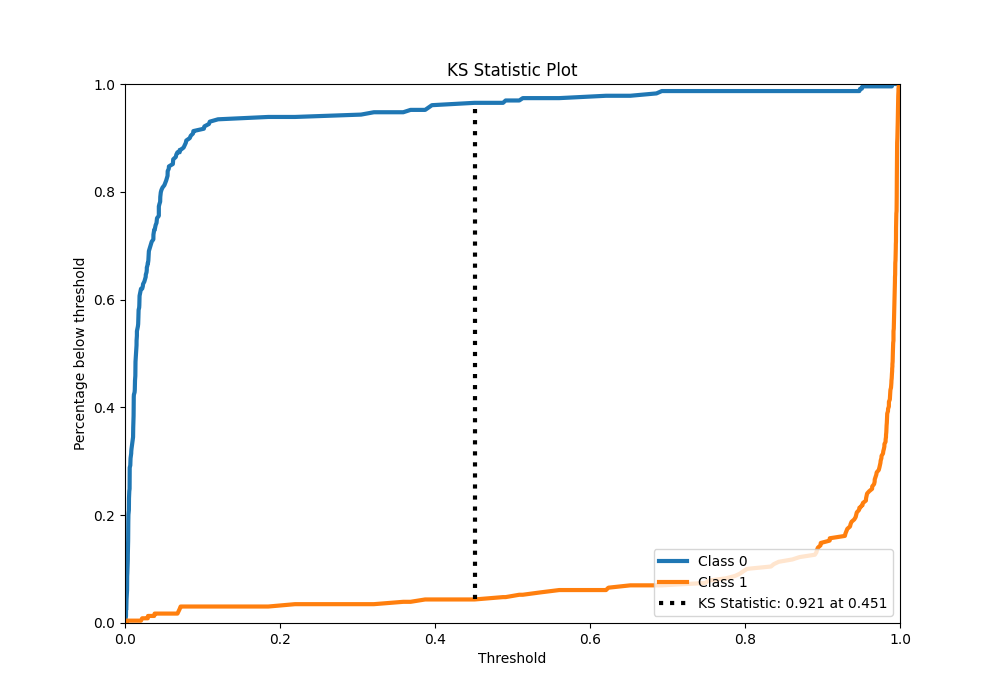 KS Statistic Plot
1.0
0.8
0.6
0.4
0.2
0.0
Percentage below threshold
0.0 0.2 0.4 0.6 0.8 1.0
Threshold
Class 0
Class 1
KS Statistic: 0.921 at 0.451